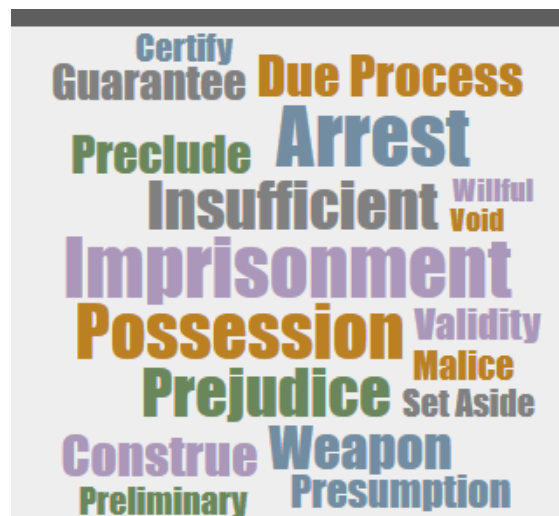 Certify
Guarantee Due Process
Preclude Arrest
Insufficient Willful
Void
Imprisonment
Possession Validity
Malice
Prejudice Set Aside
Construe Weapon
Preliminary Presumption